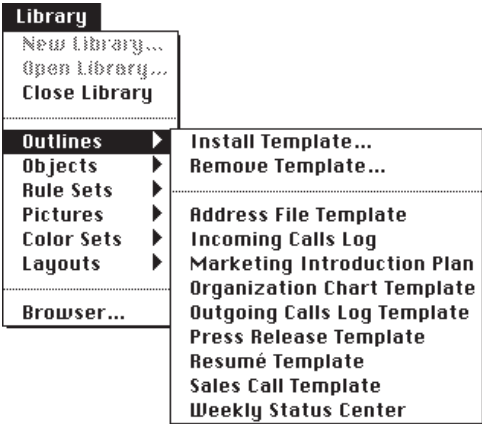 Library
New Library...
Open Library...
Close Library
Outlines
Objects
Rule Sets
Pictures
Color Sets
Layouts
Browser...
Install Template...
Remove Template...
Address File Template
Incoming Calls Log
Marketing Introduction Plan
Organization Chart Template
Outgoing Calls Log Template
Press Release Template
Resumé Template
Sales Call Template
Weekly Status Center